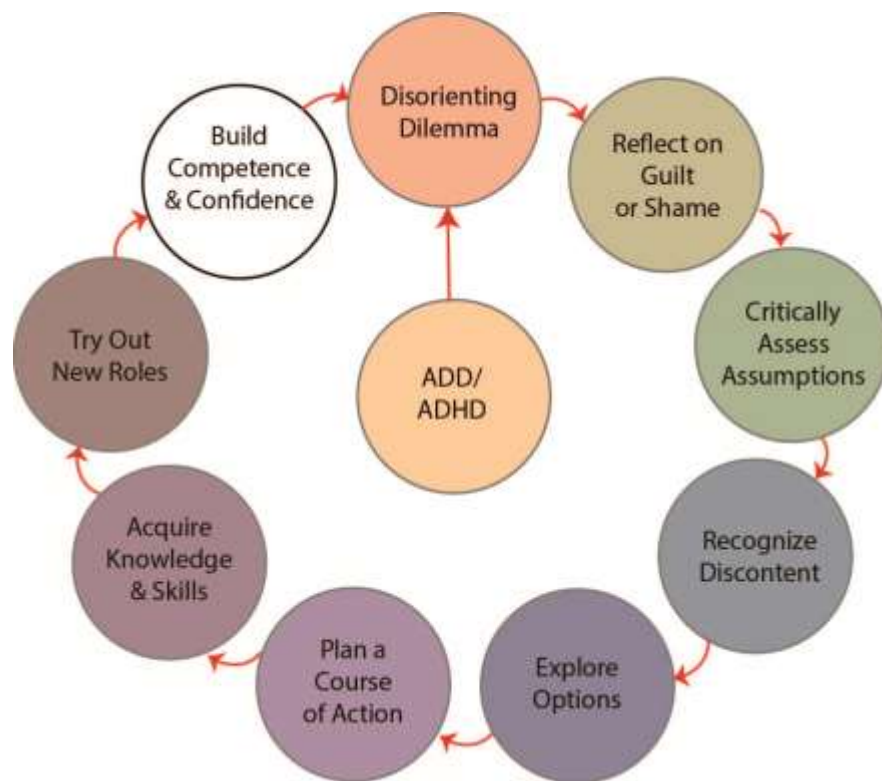 Disorienting
Dilemma
Reflect on
Guilt
or Shame
Critically
Assess
Assumptions
Recognize
Discontent
Explore
Options
Plan a
Course
of Action
Acquire
Knowledge
& Skills
Try Out
New Roles
Build
Competence
& Confidence
ADD/
ADHD